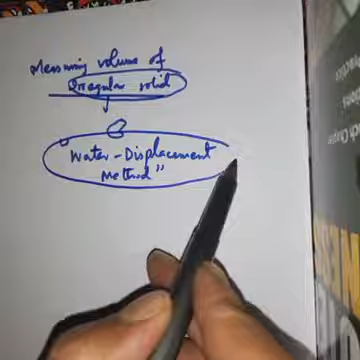 Measuring volume of
irregular solid
"Water-Displacement
Method"